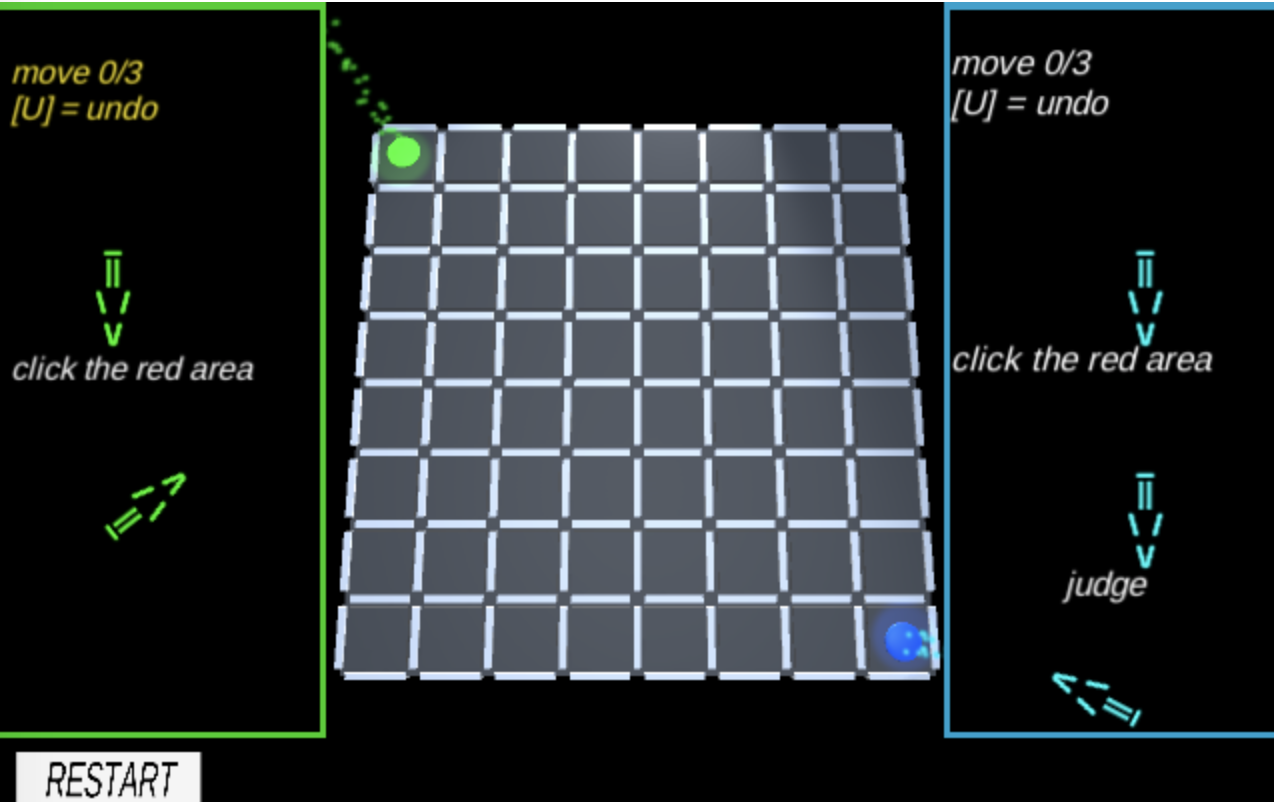 move 0/3
[U] = undo
click the red area
move 0/3
[U] = undo
click the red area
judge
RESTART